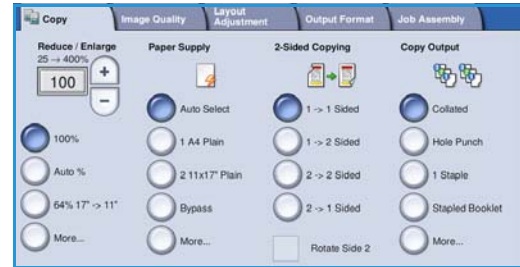 Copy
Image Quality
Layout
Adjustment
Output Format
Job Assembly
Reduce / Enlarge
25 → 400%
100
+
−
100%
Auto %
64% 17" -> 11"
More...
Paper Supply
Auto Select
1 A4 Plain
2 11x17" Plain
Bypass
More...
2-Sided Copying
1 -> 1 Sided
1 -> 2 Sided
2 -> 2 Sided
2 -> 1 Sided
Rotate Side 2
Copy Output
Collated
Hole Punch
1 Staple
Stapled Booklet
More...